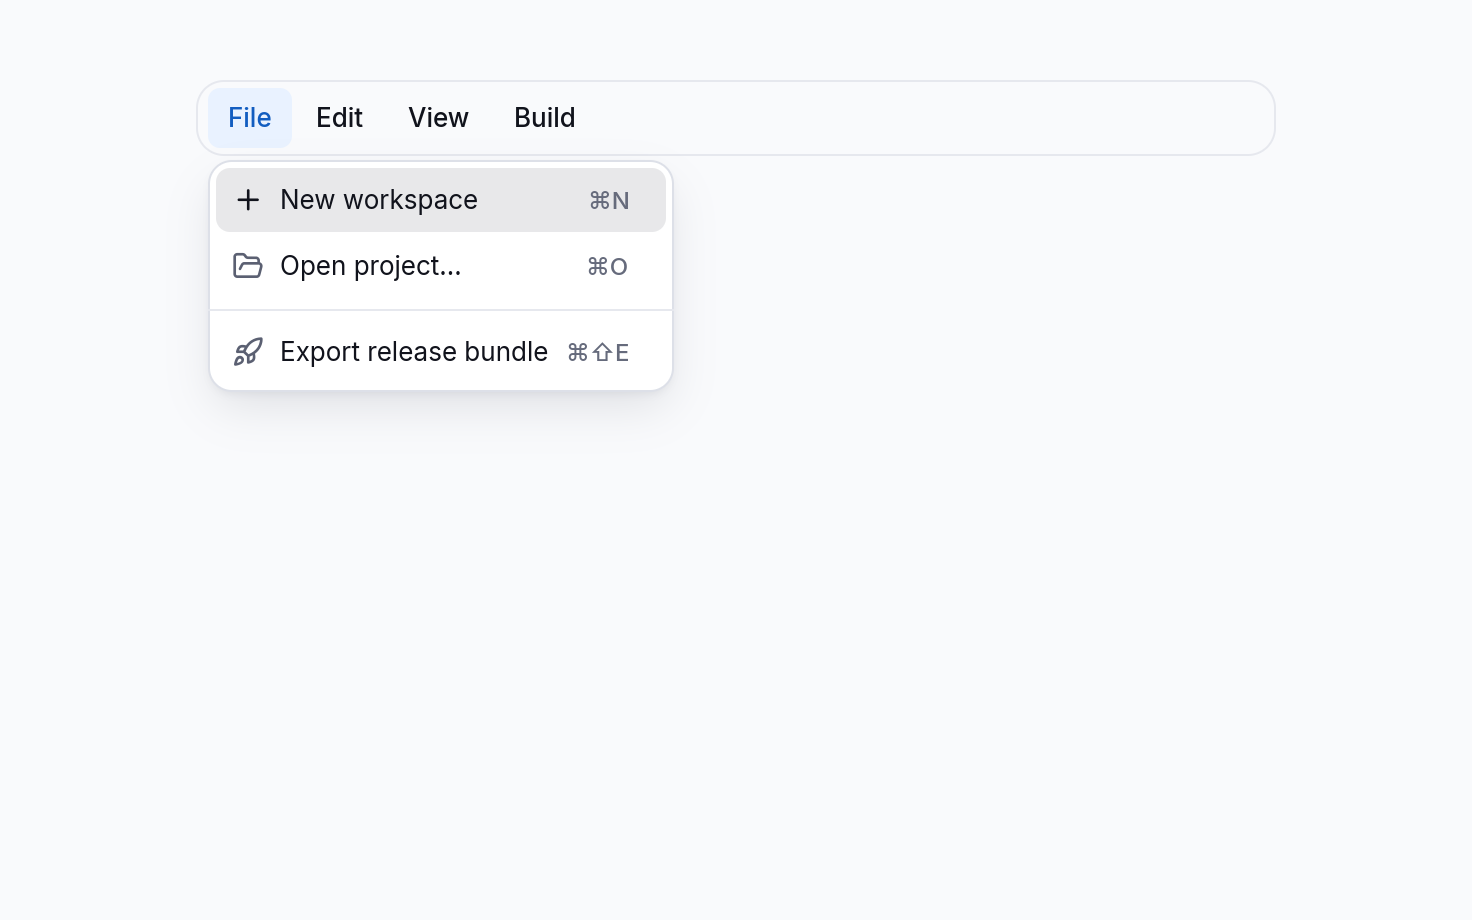 File Edit View Build
New workspace ⌘N
Open project... ⌘O
Export release bundle ⌘⇧E